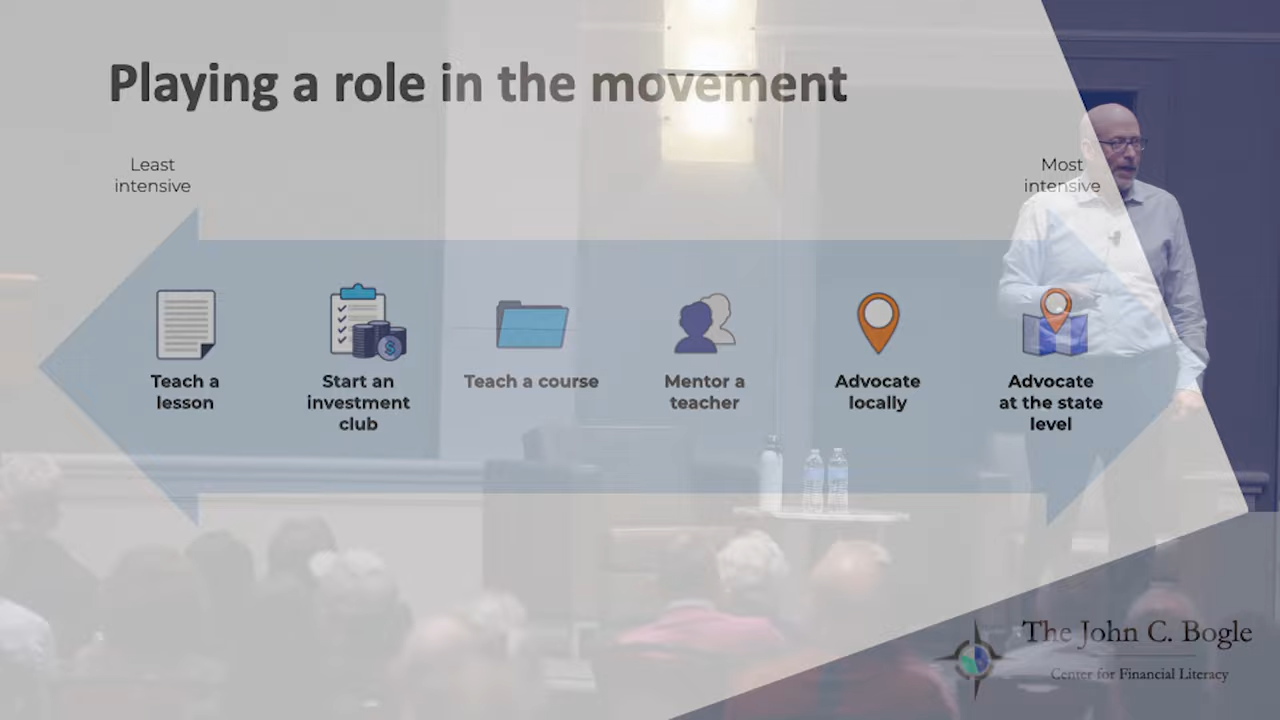 Playing a role in the movement
Least
intensive
Most
intensive
Teach a
lesson
Start an
investment
club
Teach a course
Mentor a
teacher
Advocate
locally
Advocate
at the state
level
The John C. Bogle
Center for Financial Literacy